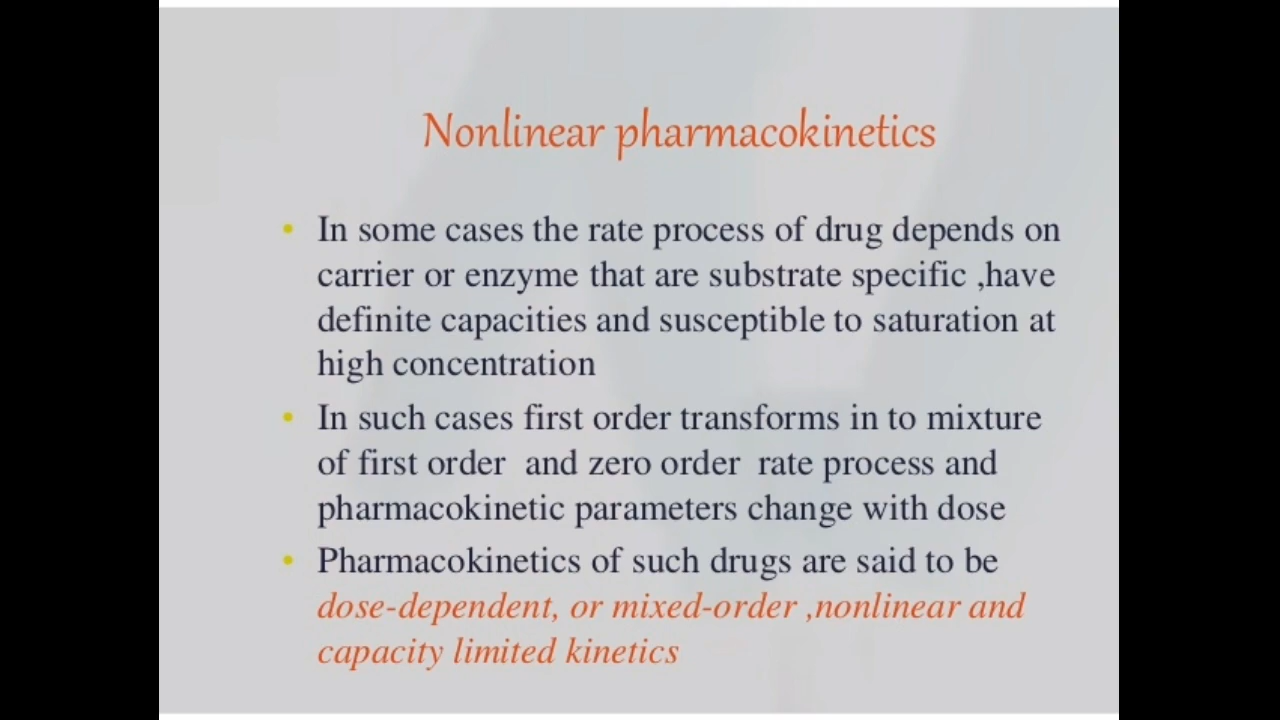 Nonlinear pharmacokinetics
• In some cases the rate process of drug depends on
carrier or enzyme that are substrate specific ,have
definite capacities and susceptible to saturation at
high concentration
• In such cases first order transforms in to mixture
of first order  and zero order  rate process and
pharmacokinetic parameters change with dose
• Pharmacokinetics of such drugs are said to be
dose-dependent, or mixed-order ,nonlinear and
capacity limited kinetics